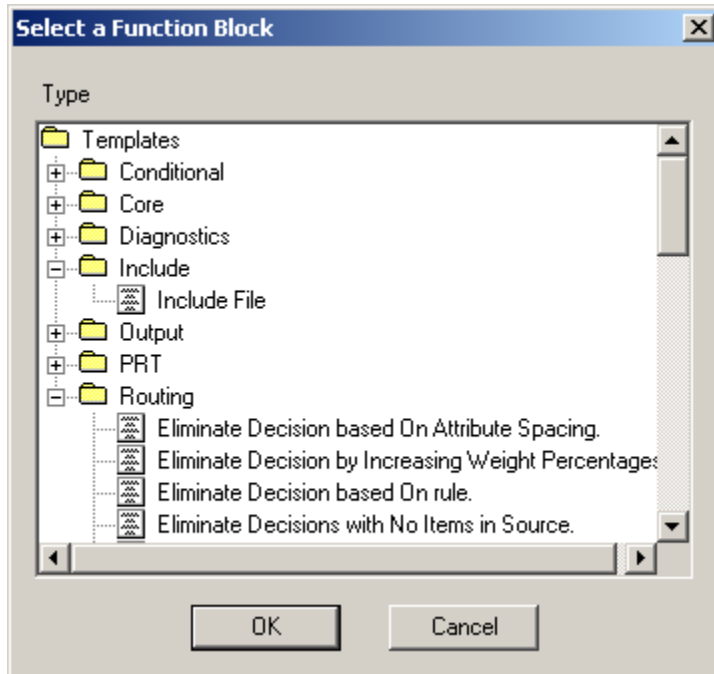 Select a Function Block
Type
Templates
Conditional
Core
Diagnostics
Include
Include File
Output
PRT
Routing
Eliminate Decision based On Attribute Spacing.
Eliminate Decision by Increasing Weight Percentages
Eliminate Decision based On rule.
Eliminate Decisions with No Items in Source.
OK
Cancel